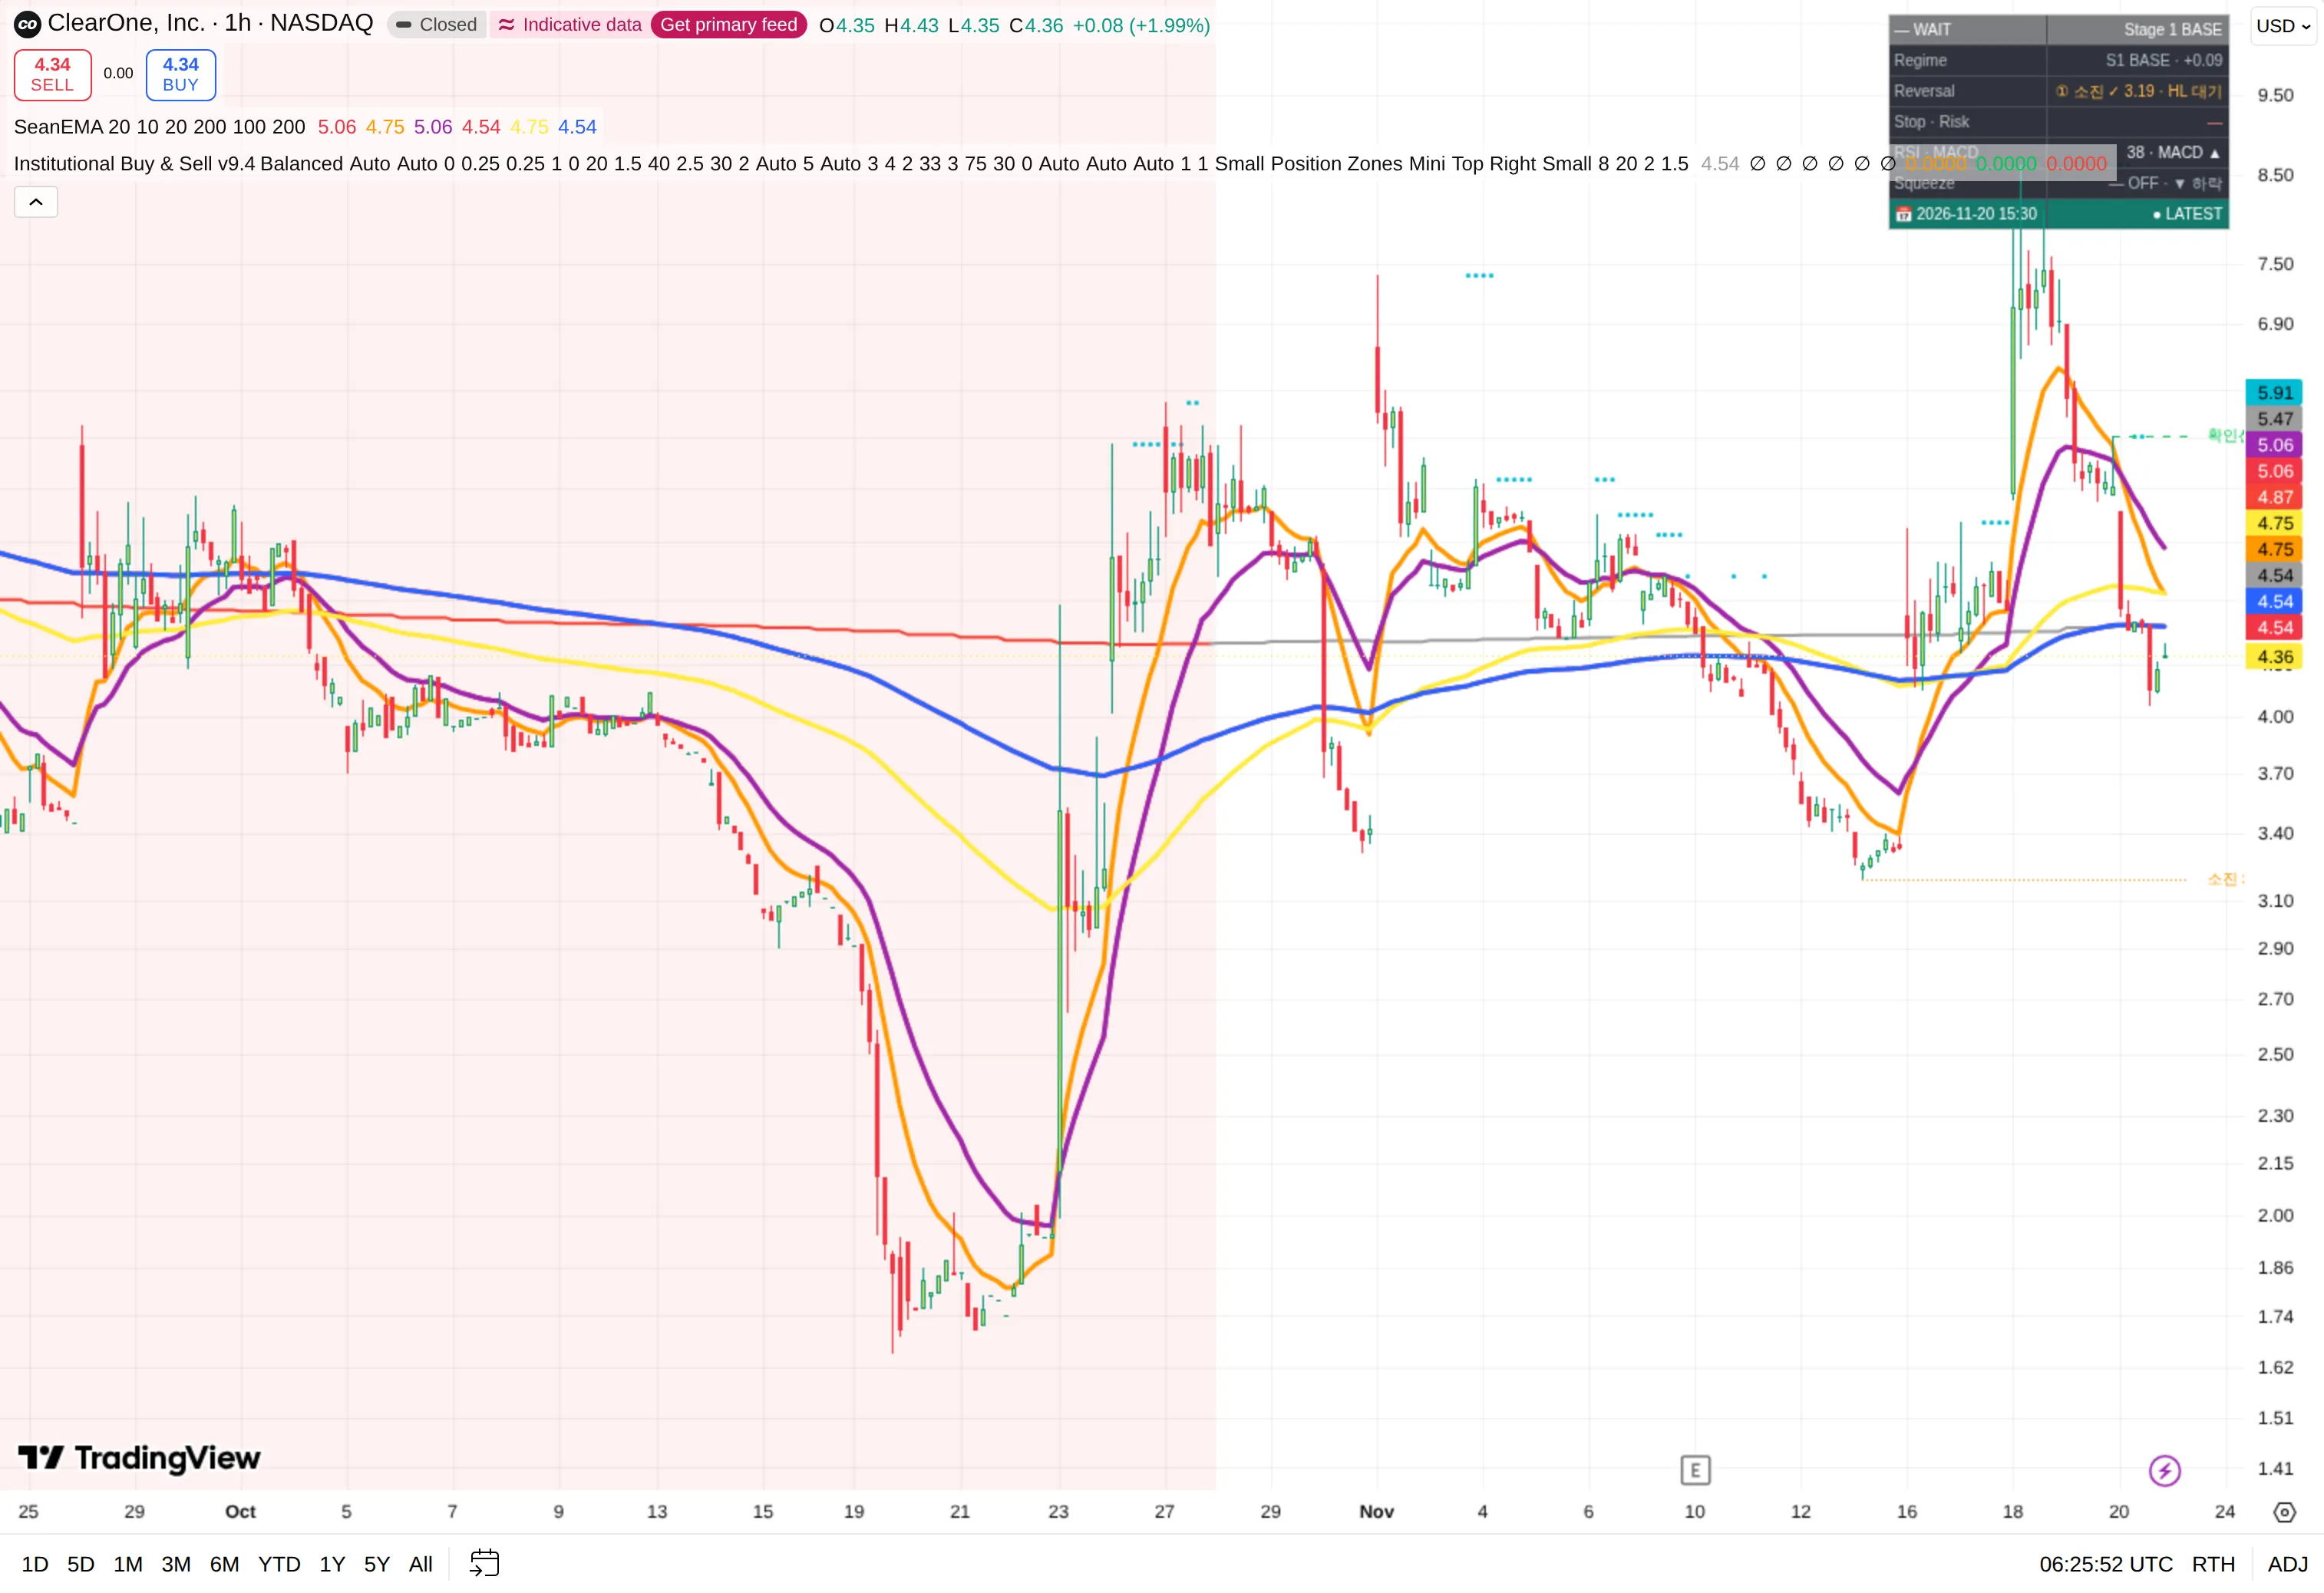 ClearOne, Inc. · 1h · NASDAQ Closed Indicative data Get primary feed O4.35 H4.43 L4.35 C4.36 +0.08 (+1.99%)
4.34 SELL 0.00 4.34 BUY
SeanEMA 20 10 20 200 100 200 5.06 4.75 5.06 4.54 4.75 4.54
Institutional Buy & Sell v9.4 Balanced Auto Auto 0 0.25 0.25 1 0 20 1.5 40 2.5 30 2 Auto 5 Auto 3 4 2 33 3 75 30 0 Auto Auto Auto 1 1 Small Position Zones Mini Top Right Small 8 20 2 1.5 4.54 ∅ ∅ ∅ ∅ ∅ ∅ 0.0000 0.0000 0.0000
— WAIT Stage 1 BASE
Regime S1 BASE · +0.09
Reversal ① 소진 ✓ 3.19 · HL 대기
Stop · Risk —
RSI · MACD 38 · MACD ▲
Squeeze — OFF · ▼ 하락
2026-11-20 15:30 ● LATEST
USD
9.50
8.50
7.50
6.90
5.91
5.47
확인
5.06
5.06
4.87
4.75
4.75
4.54
4.54
4.54
4.36
4.00
3.70
3.40
소진
3.10
2.90
2.70
2.50
2.30
2.15
2.00
1.86
1.74
1.62
1.51
1.41
TradingView
E
25 29 Oct 5 7 9 13 15 19 21 23 27 29 Nov 4 6 10 12 16 18 20 24
1D 5D 1M 3M 6M YTD 1Y 5Y All 06:25:52 UTC RTH ADJ